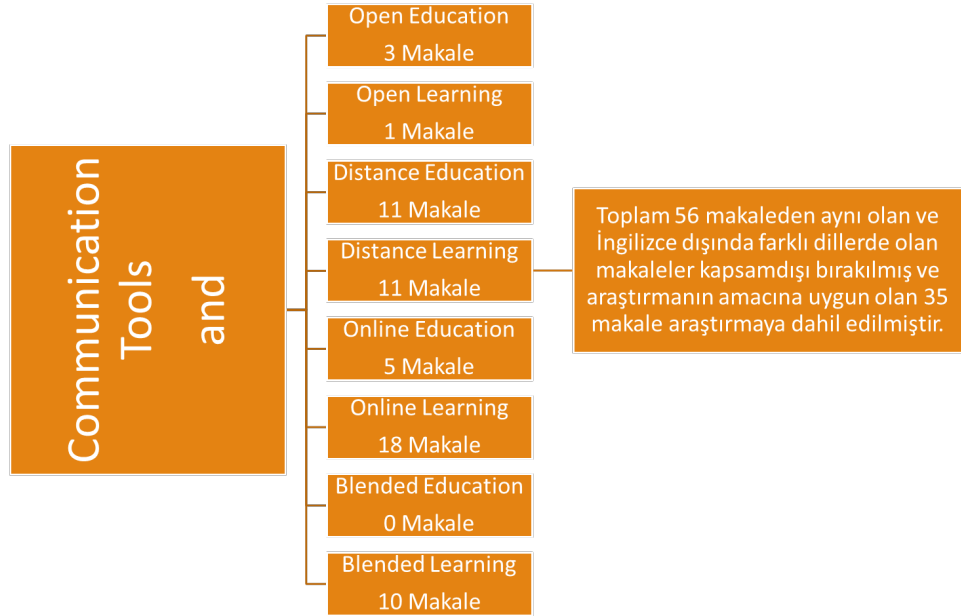 Communication
Tools
and
Open Education
3 Makale
Open Learning
1 Makale
Distance Education
11 Makale
Distance Learning
11 Makale
Online Education
5 Makale
Online Learning
18 Makale
Blended Education
0 Makale
Blended Learning
10 Makale
Toplam 56 makaleden aynı olan ve
İngilizce dışında farklı dillerde olan
makaleler kapsamdışı bırakılmış ve
araştırmanın amacına uygun olan 35
makale araştırmaya dahil edilmiştir.